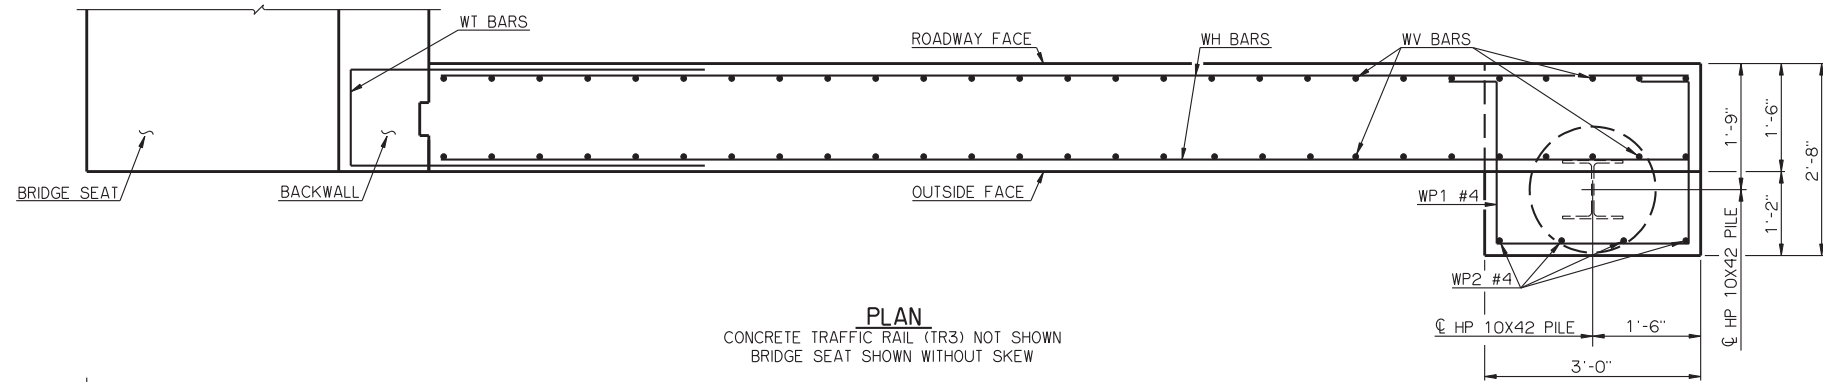 WT BARS
ROADWAY FACE
WH BARS
WV BARS
BRIDGE SEAT
BACKWALL
OUTSIDE FACE
WP1 #4
WP2 #4
1'-9"
1'-6"
2'-8"
1'-2"
℄ HP 10X42 PILE
℄ HP 10X42 PILE
1'-6"
3'-0"
PLAN
CONCRETE TRAFFIC RAIL (TR3) NOT SHOWN
BRIDGE SEAT SHOWN WITHOUT SKEW